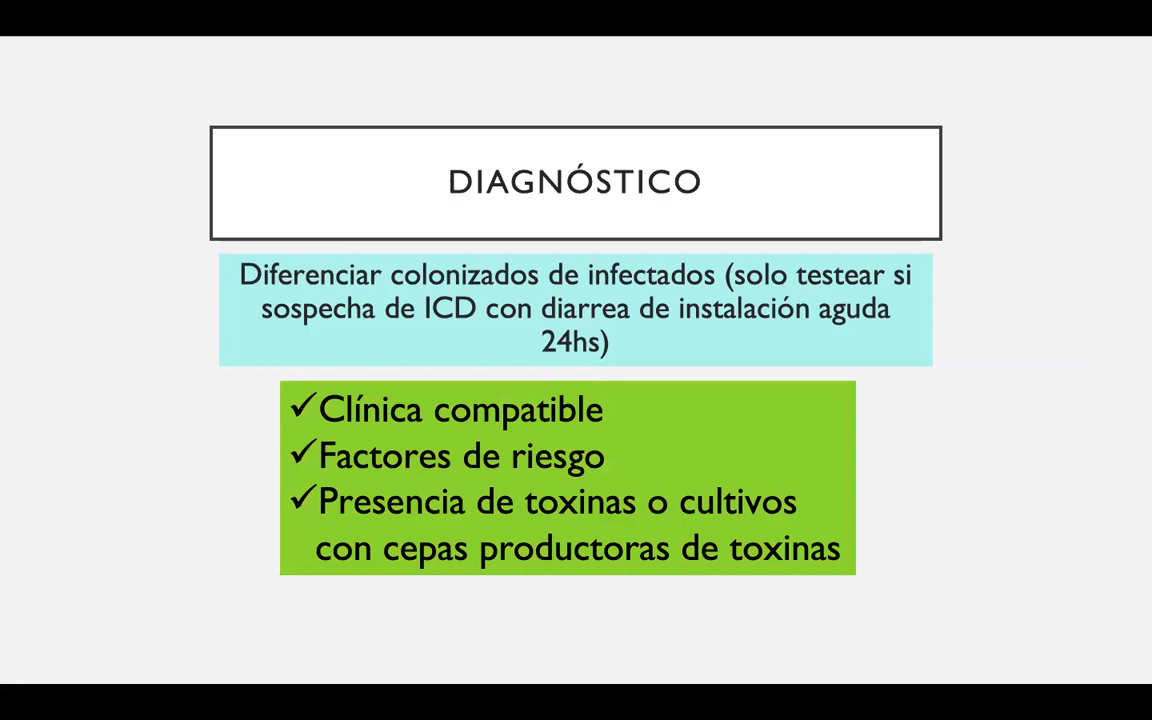 DIAGNÓSTICO
Diferenciar colonizados de infectados (solo testear si
sospecha de ICD con diarrea de instalación aguda
24hs)
✓Clínica compatible
✓Factores de riesgo
✓Presencia de toxinas o cultivos
con cepas productoras de toxinas